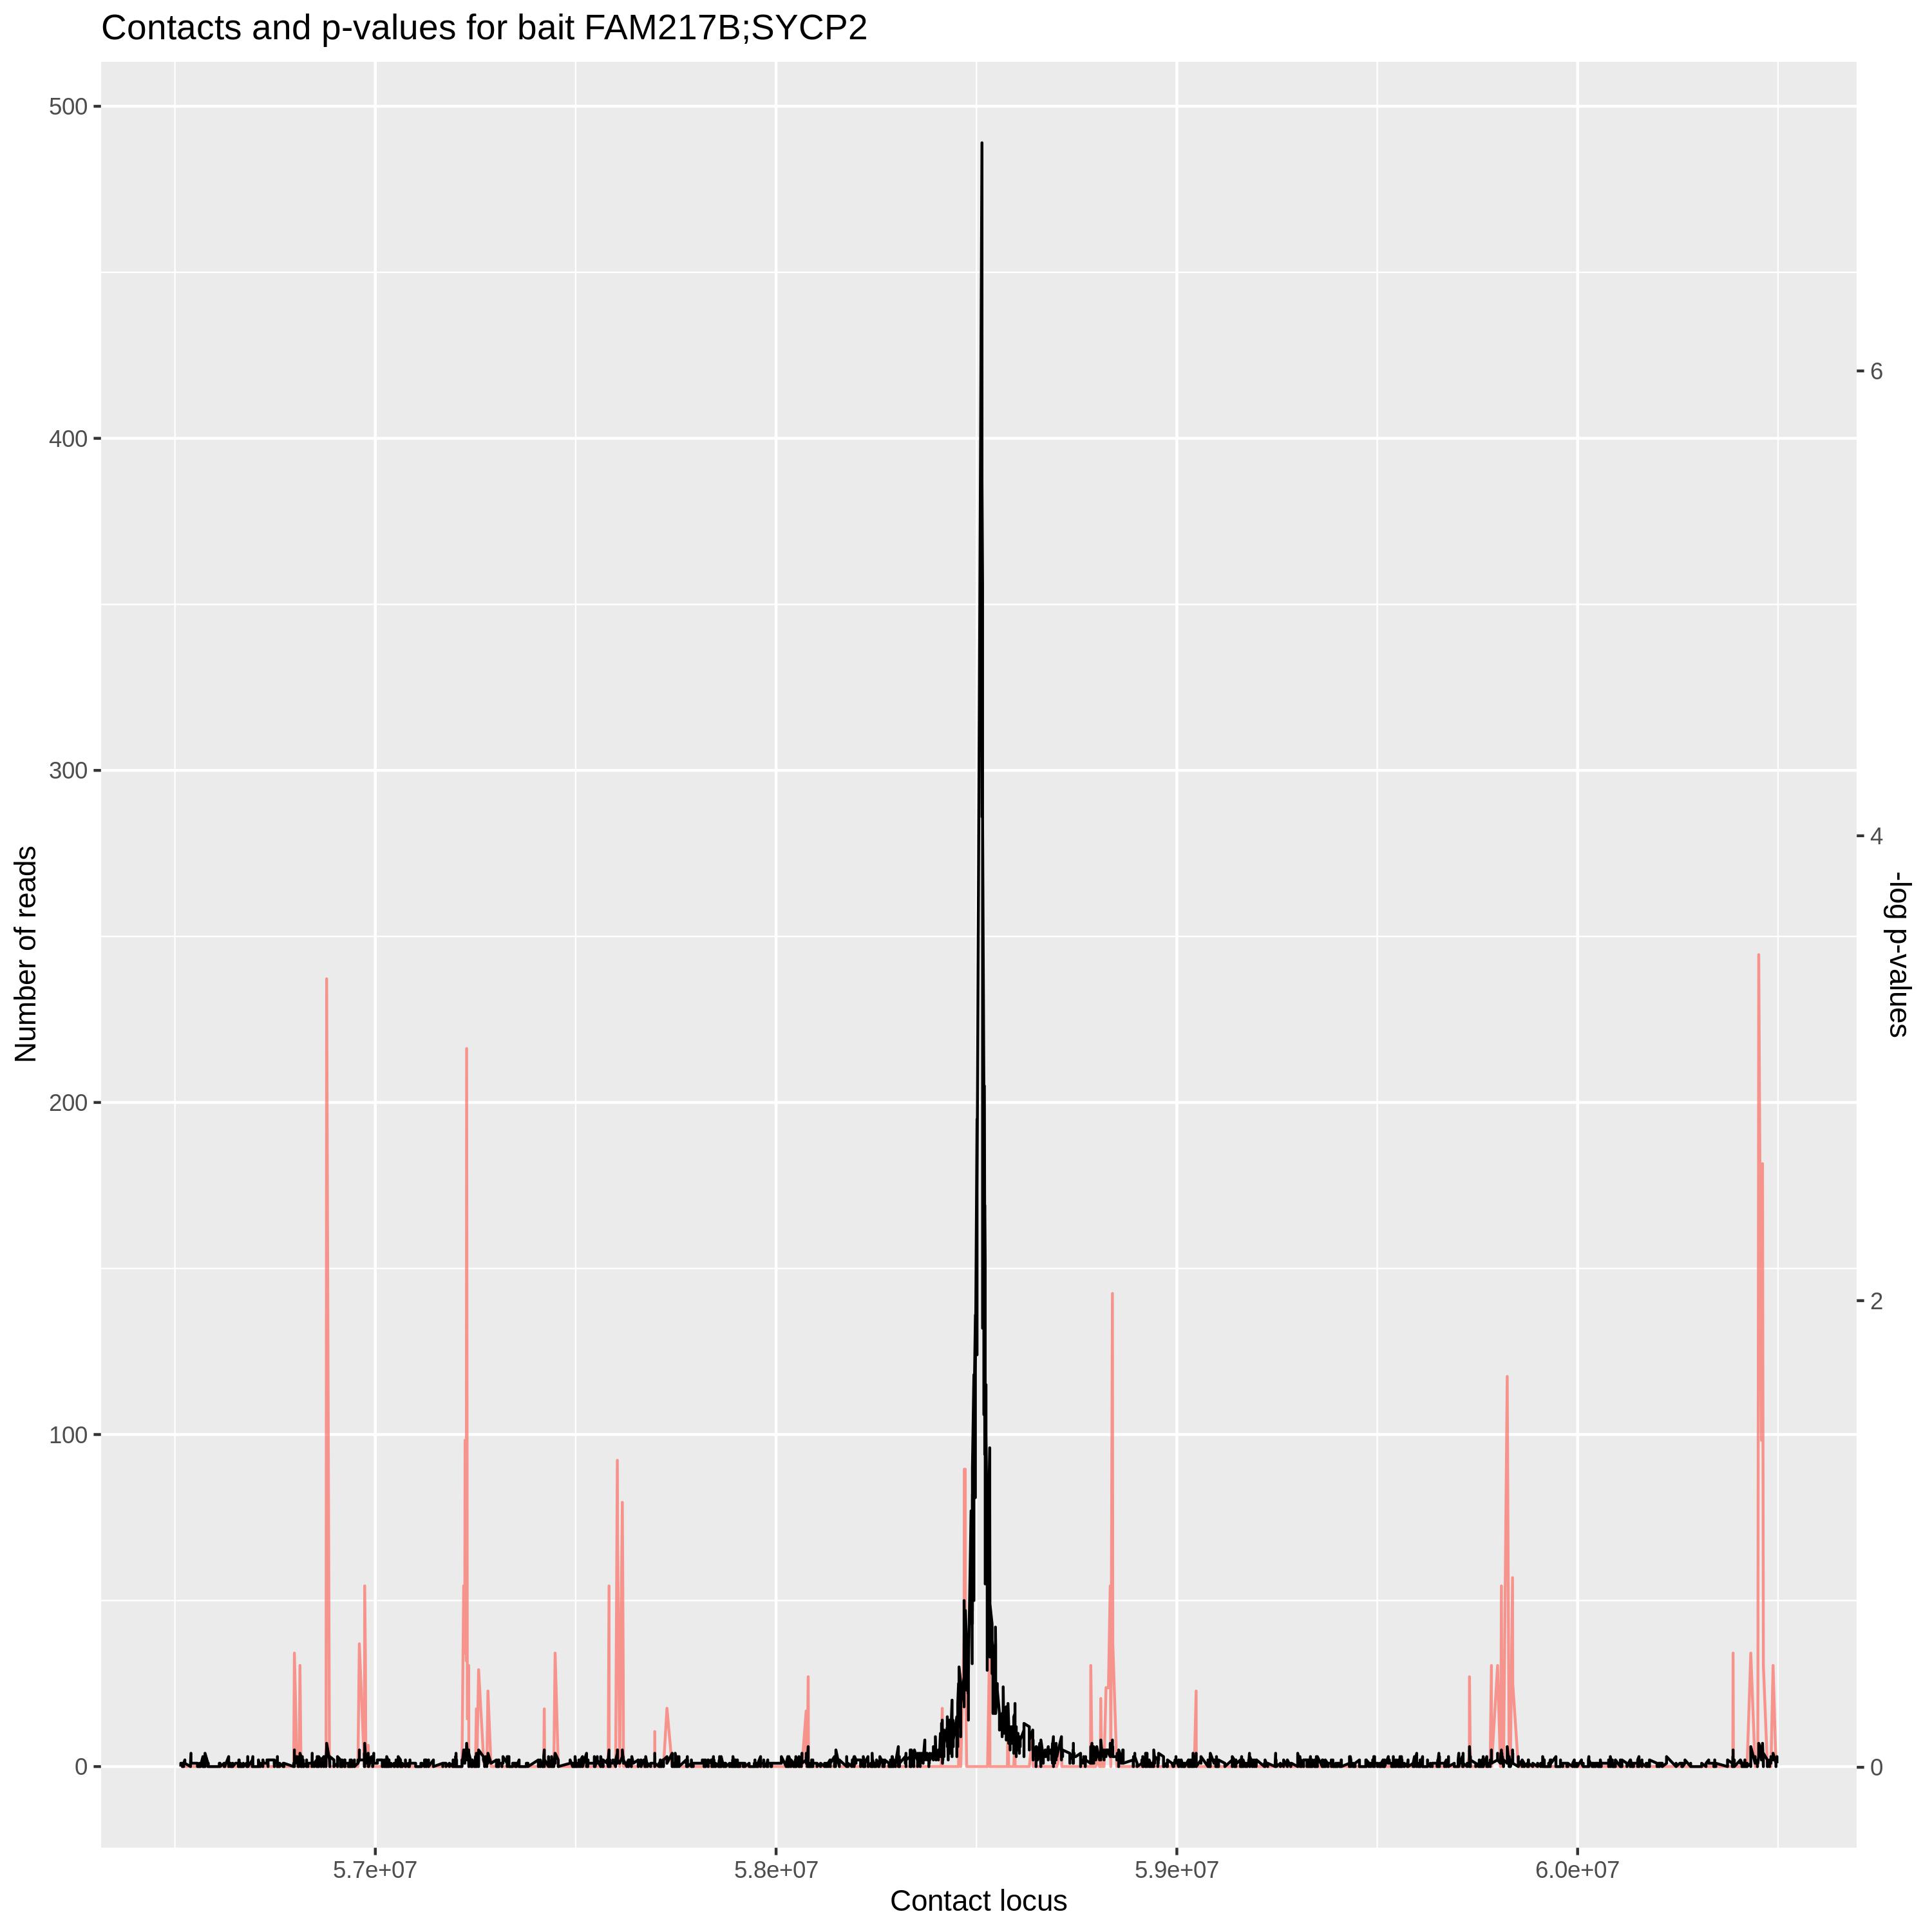 Contacts and p-values for bait FAM217B;SYCP2
500
400
300
200
100
0
Number of reads
6
4
2
0
-log p-values
5.7e+07
5.8e+07
5.9e+07
6.0e+07
Contact locus